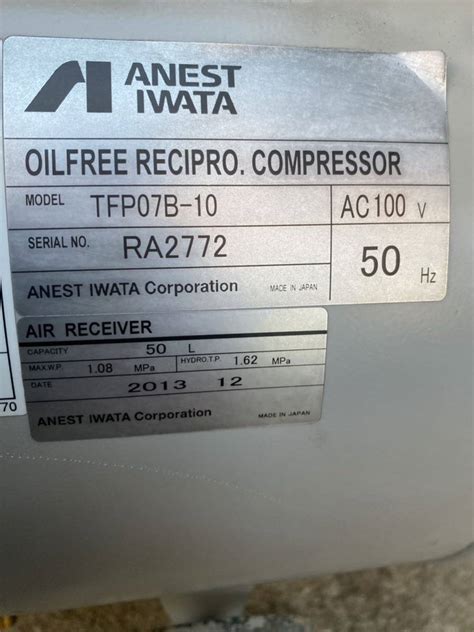 ANEST
IWATA
OILFREE RECIPRO. COMPRESSOR
MODEL TFP07B-10 AC100 V
SERIAL NO. RA2772 50 Hz
ANEST IWATA Corporation MADE IN JAPAN
AIR RECEIVER
CAPACITY 50 L
MAX.W.P. 1.08 MPa HYDRO.T.P. 1.62 MPa
DATE 2013 12
ANEST IWATA Corporation MADE IN JAPAN
70